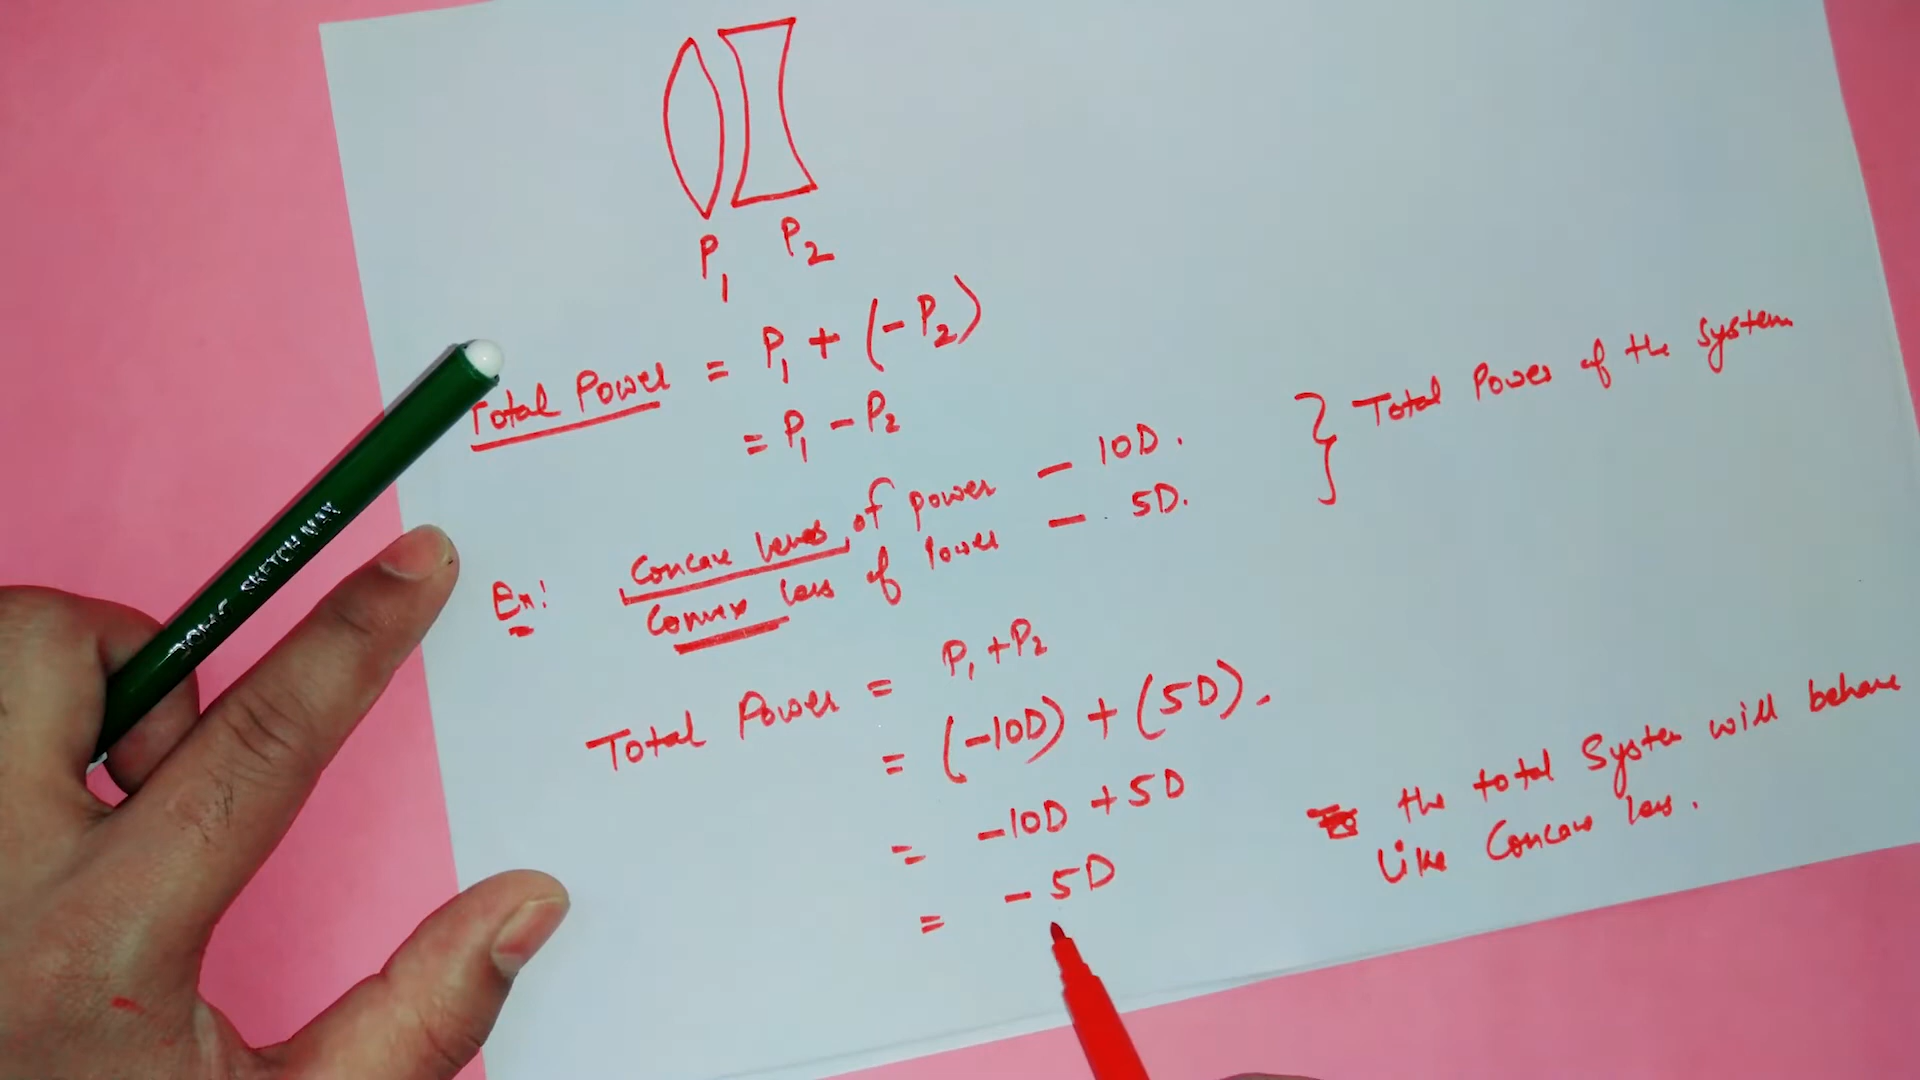 P1 P2
Total Power = P1 + (-P2)
= P1 - P2
Ex: Concave lens of power - 10D.
Convex lens of Power - 5D.
} Total Power of the system
Total Power = P1 + P2
= (-10D) + (5D).
= -10D + 5D
= -5D
the total System will behave
like Concave lens.
SKETCH MAX